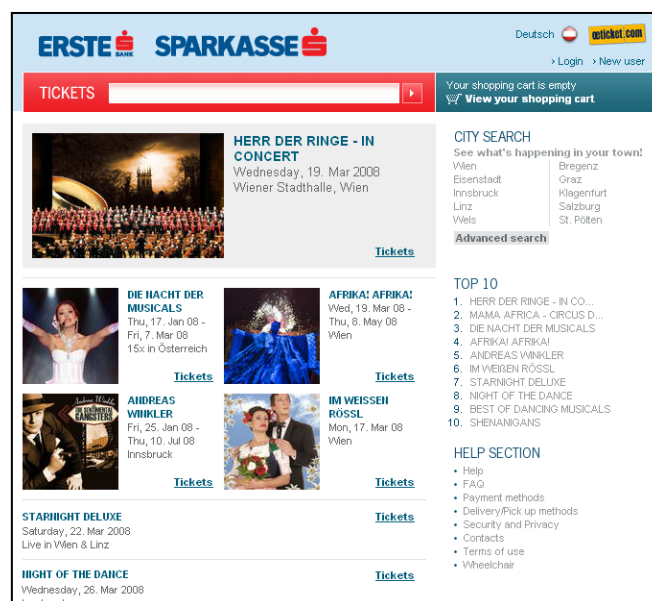 ERSTE BANK SPARKASSE
Deutsch oeticket.com
› Login › New user
TICKETS
Your shopping cart is empty
View your shopping cart
HERR DER RINGE - IN
CONCERT
Wednesday, 19. Mar 2008
Wiener Stadthalle, Wien
Tickets
DIE NACHT DER
MUSICALS
Thu, 17. Jan 08 -
Fri, 7. Mar 08
15x in Österreich
Tickets
AFRIKA! AFRIKA!
Wed, 19. Mar 08 -
Thu, 8. May 08
Wien
Tickets
Andreas Winkler
THE SENTIMENTAL
GANGSTERS
ANDREAS
WINKLER
Fri, 25. Jan 08 -
Thu, 10. Jul 08
Innsbruck
Tickets
IM WEISSEN
RÖSSL
Mon, 17. Mar 08
Wien
Tickets
STARNIGHT DELUXE
Saturday, 22. Mar 2008
Live in Wien & Linz
Tickets
NIGHT OF THE DANCE
Wednesday, 26. Mar 2008
Tickets
CITY SEARCH
See what's happening in your town!
Wien Bregenz
Eisenstadt Graz
Innsbruck Klagenfurt
Linz Salzburg
Wels St. Pölten
Advanced search
TOP 10
1. HERR DER RINGE - IN CO...
2. MAMA AFRICA - CIRCUS D...
3. DIE NACHT DER MUSICALS
4. AFRIKA! AFRIKA!
5. ANDREAS WINKLER
6. IM WEIßEN RÖSSL
7. STARNIGHT DELUXE
8. NIGHT OF THE DANCE
9. BEST OF DANCING MUSICALS
10. SHENANIGANS
HELP SECTION
• Help
• FAQ
• Payment methods
• Delivery/Pick up methods
• Security and Privacy
• Contacts
• Terms of use
• Wheelchair